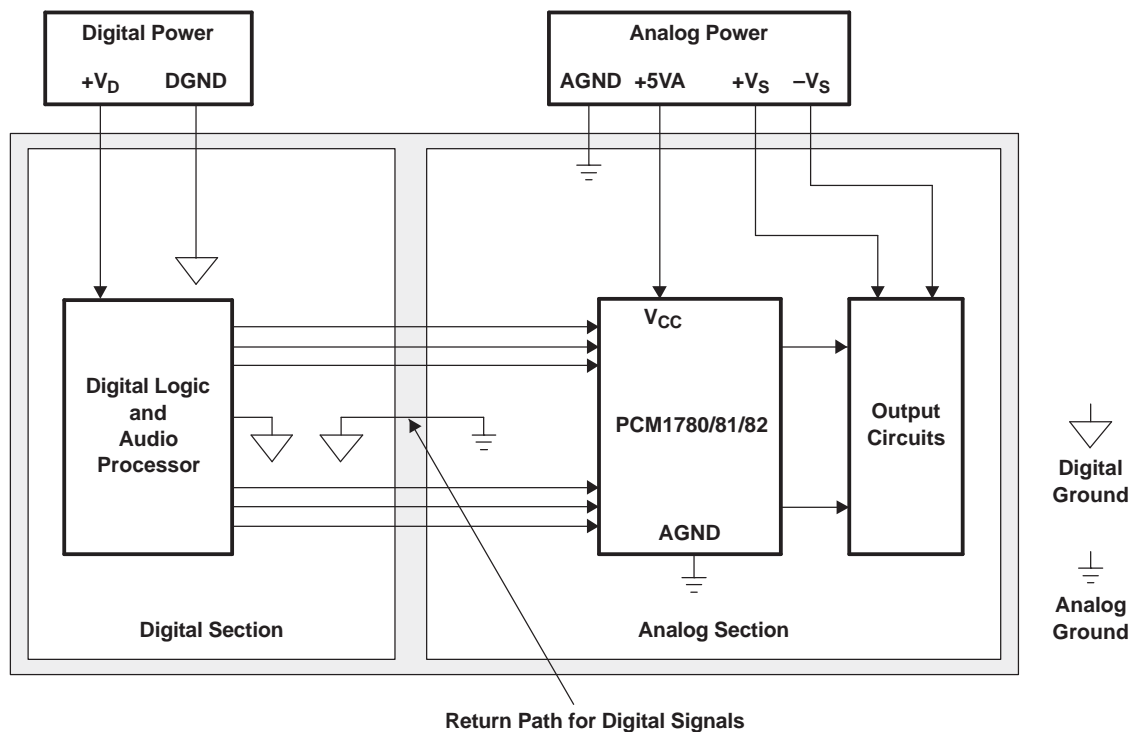 Digital Power
+VD DGND
Analog Power
AGND +5VA +VS –VS
VCC
Digital Logic
and
Audio
Processor
PCM1780/81/82
Output
Circuits
AGND
Digital
Ground
Analog
Ground
Digital Section
Analog Section
Return Path for Digital Signals